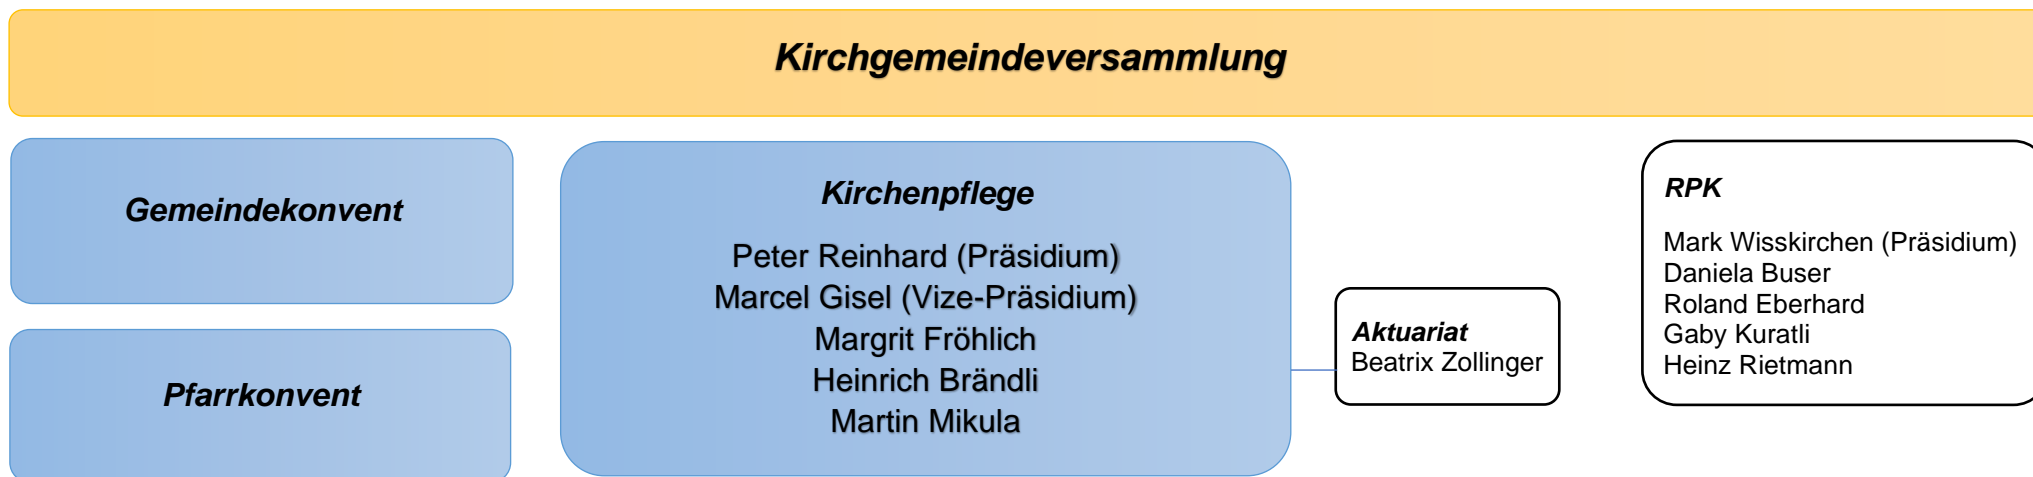 Kirchgemeindeversammlung
Gemeindekonvent
Pfarrkonvent
Kirchenpflege
Peter Reinhard (Präsidium)
Marcel Gisel (Vize-Präsidium)
Margrit Fröhlich
Heinrich Brändli
Martin Mikula
Aktuariat
Beatrix Zollinger
RPK
Mark Wisskirchen (Präsidium)
Daniela Buser
Roland Eberhard
Gaby Kuratli
Heinz Rietmann